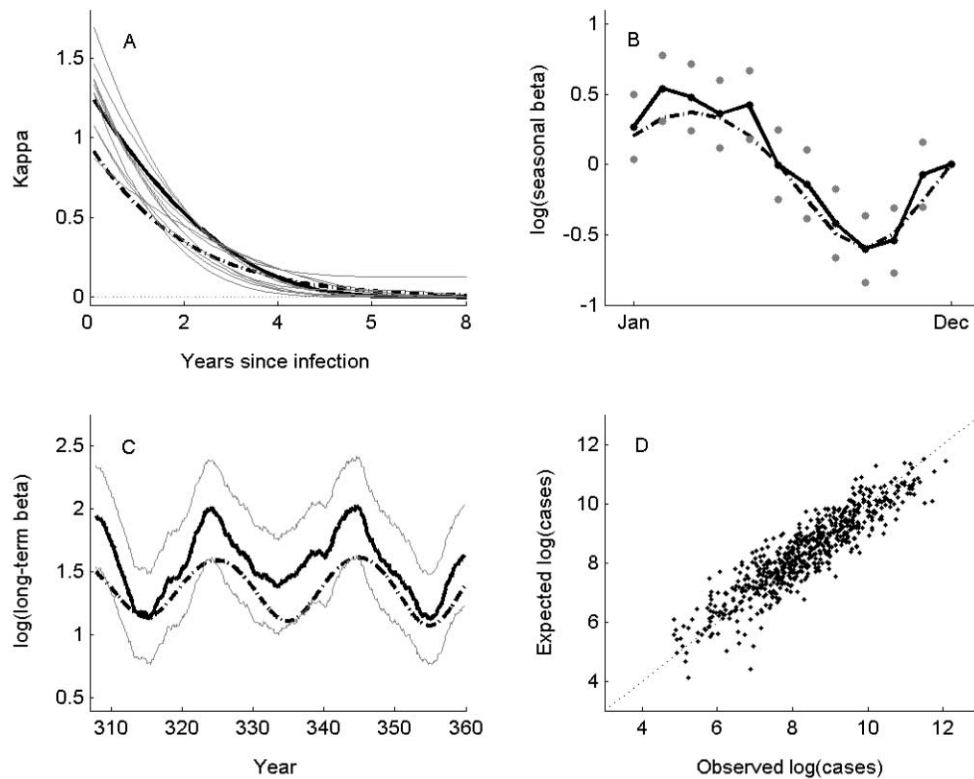 A
1.5
1
0.5
0
Kappa
0 2 4 5 8
Years since infection
B
1
0.5
0
-0.5
-1
log(seasonal beta)
Jan Dec
C
2.5
2
1.5
1
0.5
log(long-term beta)
310 320 330 340 350 360
Year
D
12
10
8
6
4
Expected log(cases)
4 6 8 10 12
Observed log(cases)